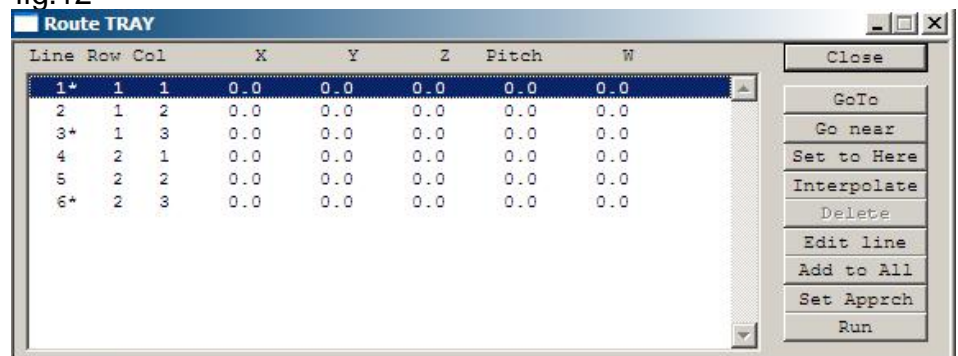 fig.12
Route TRAY
Line Row Col X Y Z Pitch W
1* 1 1 0.0 0.0 0.0 0.0 0.0
2 1 2 0.0 0.0 0.0 0.0 0.0
3* 1 3 0.0 0.0 0.0 0.0 0.0
4 2 1 0.0 0.0 0.0 0.0 0.0
5 2 2 0.0 0.0 0.0 0.0 0.0
6* 2 3 0.0 0.0 0.0 0.0 0.0
Close
GoTo
Go near
Set to Here
Interpolate
Delete
Edit line
Add to All
Set Apprch
Run